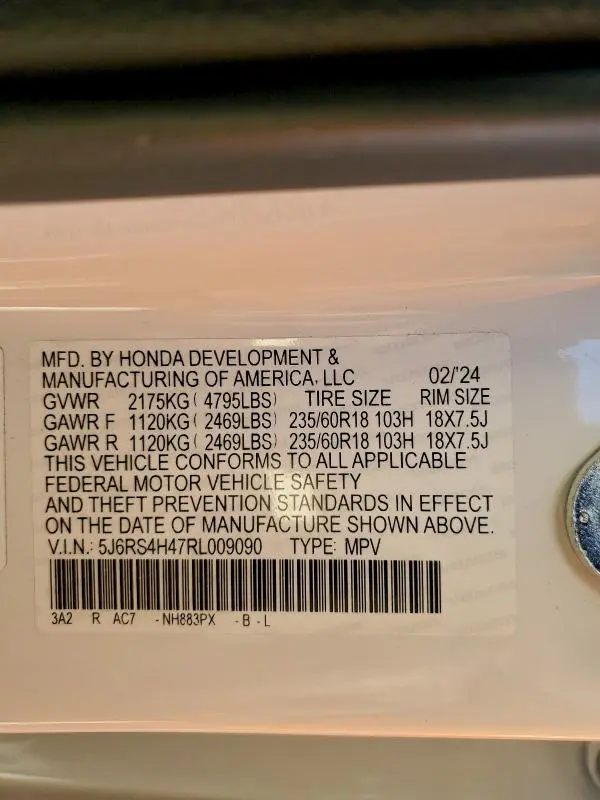 MFD. BY HONDA DEVELOPMENT &
MANUFACTURING OF AMERICA, LLC 02/'24
GVWR 2175KG ( 4795LBS) TIRE SIZE RIM SIZE
GAWR F 1120KG ( 2469LBS) 235/60R18 103H 18X7.5J
GAWR R 1120KG ( 2469LBS) 235/60R18 103H 18X7.5J
THIS VEHICLE CONFORMS TO ALL APPLICABLE
FEDERAL MOTOR VEHICLE SAFETY
AND THEFT PREVENTION STANDARDS IN EFFECT
ON THE DATE OF MANUFACTURE SHOWN ABOVE.
V.I.N.: 5J6RS4H47RL009090 TYPE: MPV
3A2 R AC7 -NH883PX -B -L